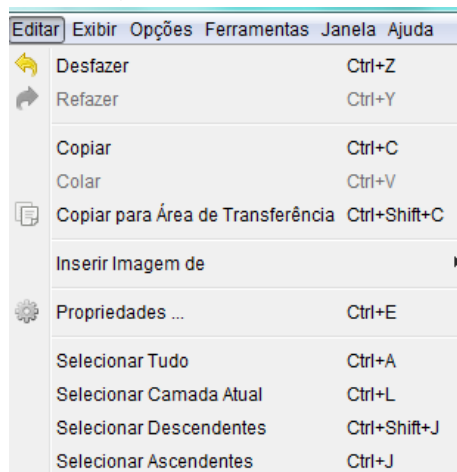 Editar Exibir Opções Ferramentas Janela Ajuda
Desfazer Ctrl+Z
Refazer Ctrl+Y
Copiar Ctrl+C
Colar Ctrl+V
Copiar para Área de Transferência Ctrl+Shift+C
Inserir Imagem de
Propriedades ... Ctrl+E
Selecionar Tudo Ctrl+A
Selecionar Camada Atual Ctrl+L
Selecionar Descendentes Ctrl+Shift+J
Selecionar Ascendentes Ctrl+J